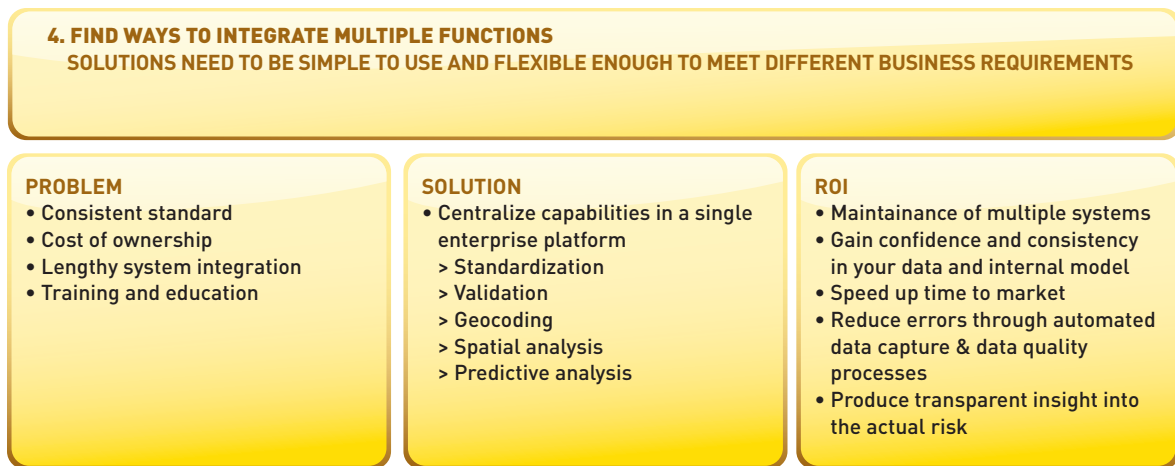 4. FIND WAYS TO INTEGRATE MULTIPLE FUNCTIONS
SOLUTIONS NEED TO BE SIMPLE TO USE AND FLEXIBLE ENOUGH TO MEET DIFFERENT BUSINESS REQUIREMENTS
PROBLEM
• Consistent standard
• Cost of ownership
• Lengthy system integration
• Training and education
SOLUTION
• Centralize capabilities in a single
enterprise platform
> Standardization
> Validation
> Geocoding
> Spatial analysis
> Predictive analysis
ROI
• Maintainance of multiple systems
• Gain confidence and consistency
in your data and internal model
• Speed up time to market
• Reduce errors through automated
data capture & data quality
processes
• Produce transparent insight into
the actual risk